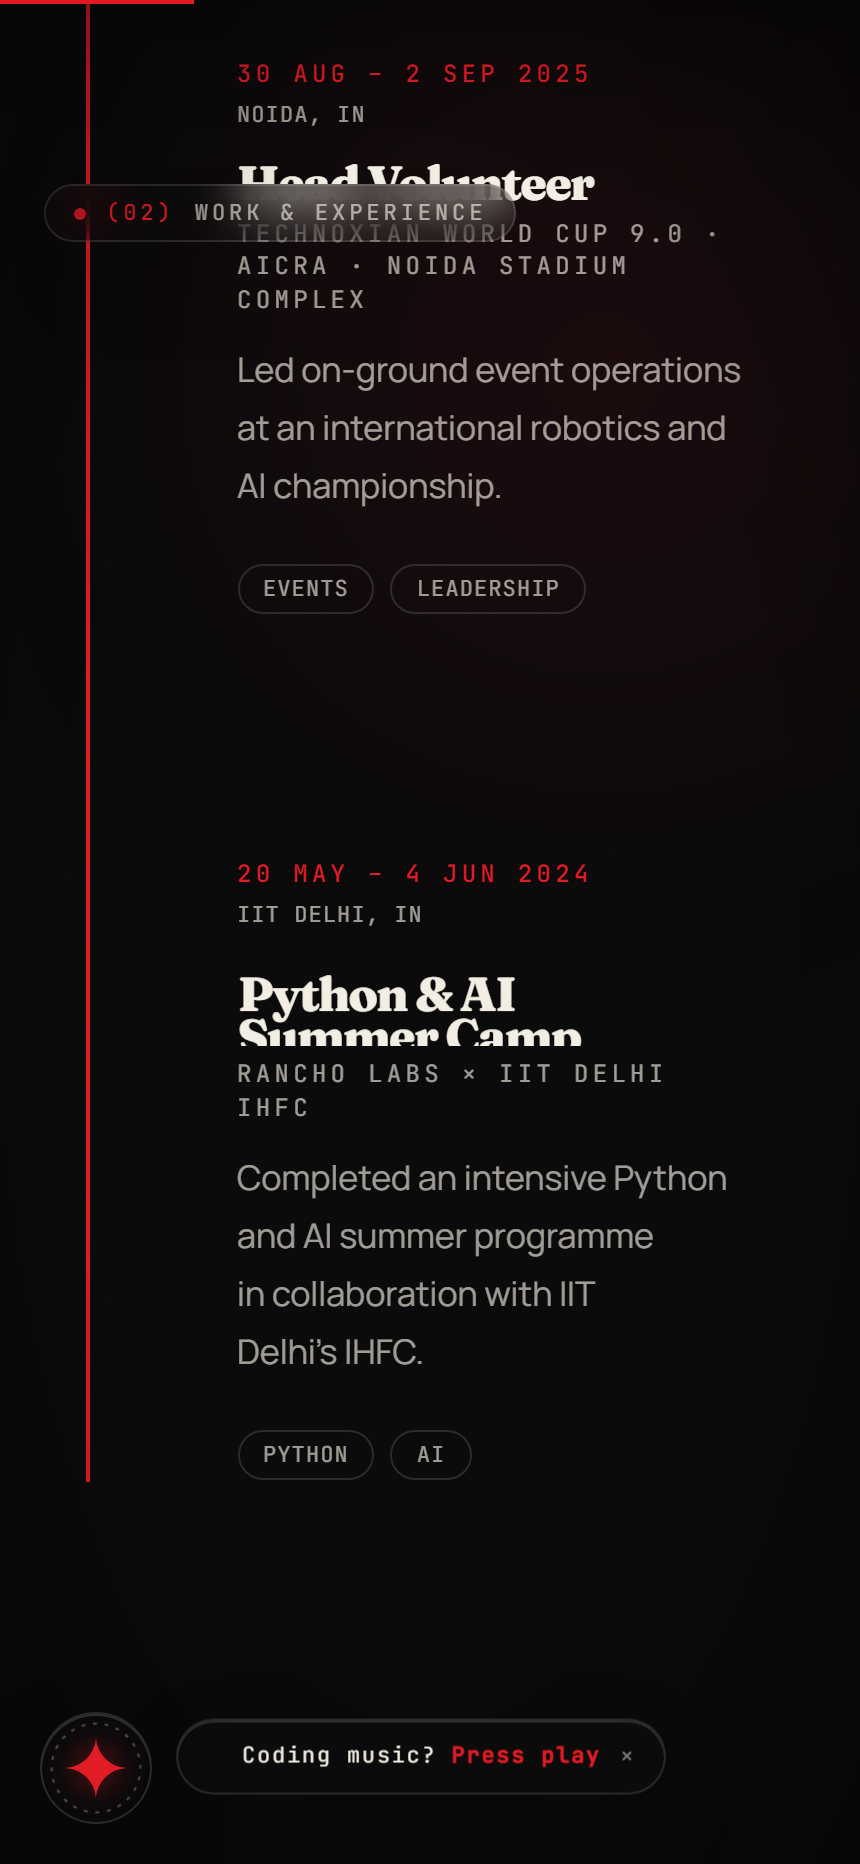 30 AUG – 2 SEP 2025
NOIDA, IN
Head Volunteer
(02) WORK & EXPERIENCE
TECHNOXIAN WORLD CUP 9.0 ·
AICRA · NOIDA STADIUM
COMPLEX
Led on-ground event operations
at an international robotics and
AI championship.
EVENTS
LEADERSHIP
20 MAY – 4 JUN 2024
IIT DELHI, IN
Python & AI
Summer Camp
RANCHO LABS × IIT DELHI
IHFC
Completed an intensive Python
and AI summer programme
in collaboration with IIT
Delhi’s IHFC.
PYTHON
AI
Coding music? Press play ×